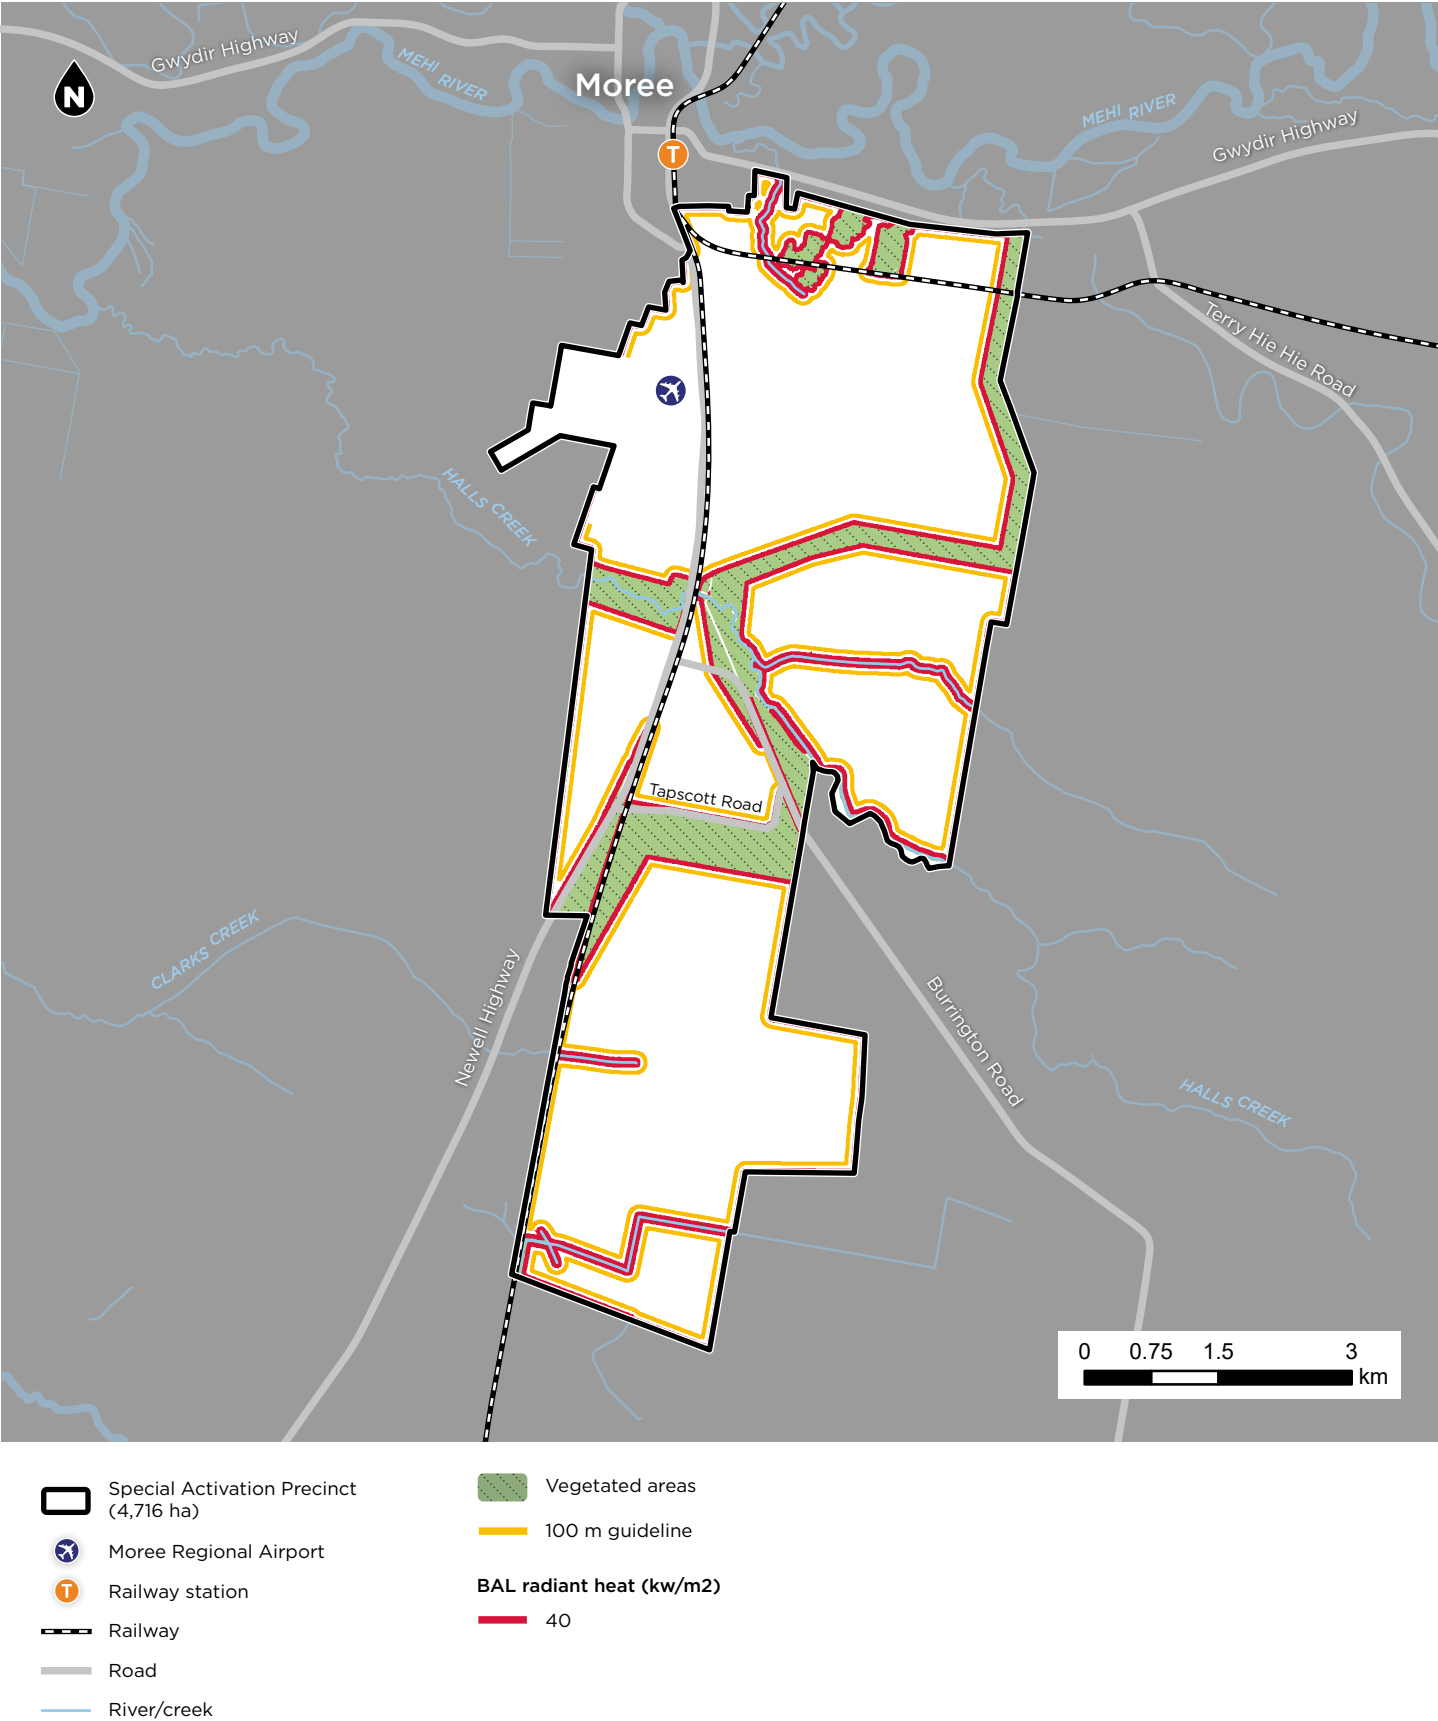 Gwydir Highway
MEHI RIVER
Moree
N
T
MEHI RIVER
Gwydir Highway
Terry Hie Hie Road
HALLS CREEK
Tapscott Road
CLARKS CREEK
Newell Highway
Burrington Road
HALLS CREEK
0 0.75 1.5 3
km
Special Activation Precinct
(4,716 ha)
Moree Regional Airport
T Railway station
Railway
Road
River/creek
Vegetated areas
100 m guideline
BAL radiant heat (kw/m2)
40